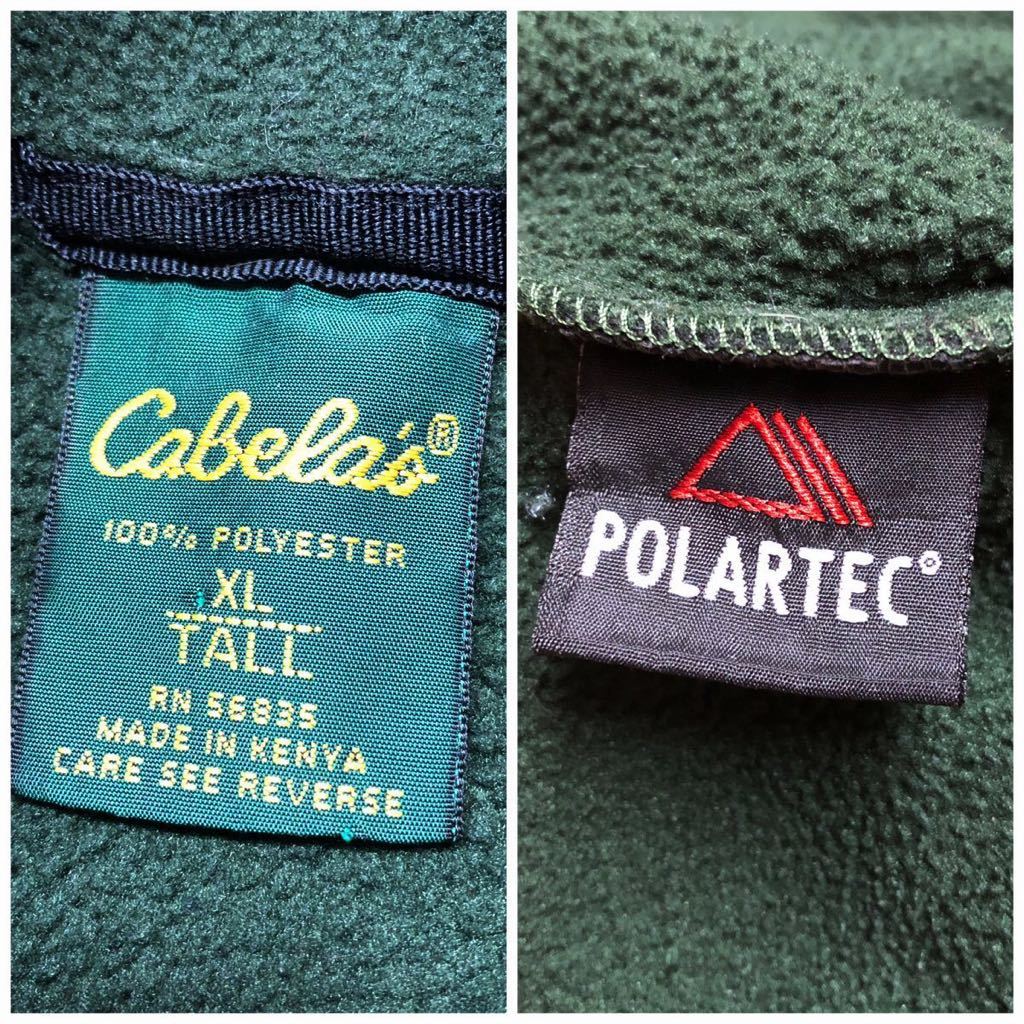 Cabela's®
100% POLYESTER
XL
TALL
RN 56835
MADE IN KENYA
CARE SEE REVERSE
POLARTEC®